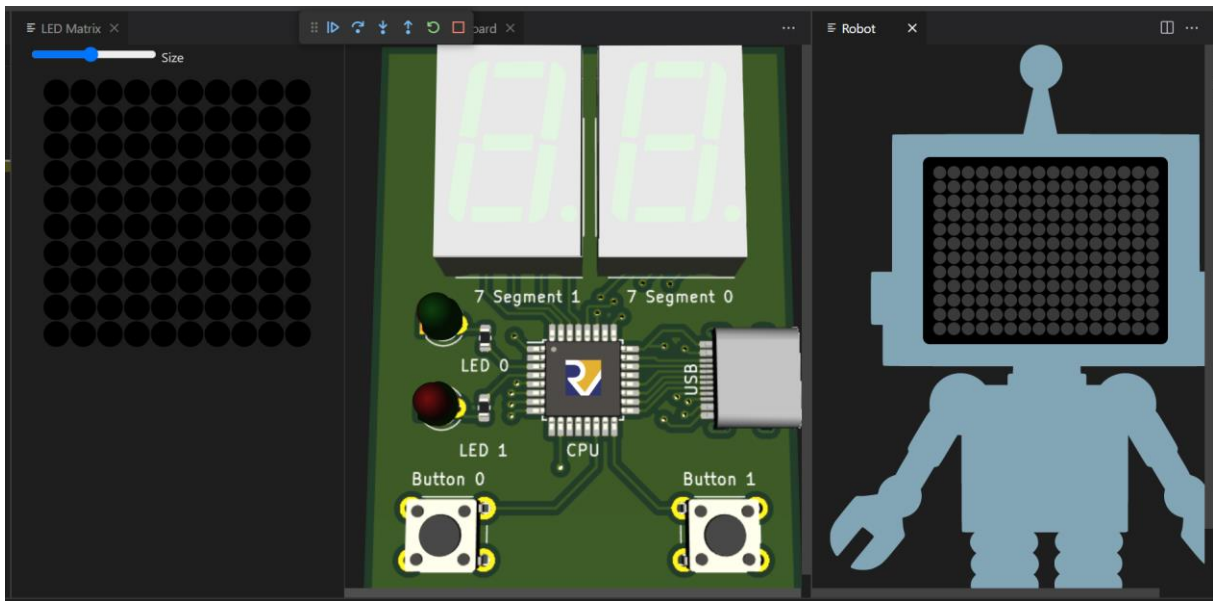 LED Matrix
oard
Robot
Size
7 Segment 1
7 Segment 0
LED 0
USB
LED 1
CPU
Button 0
Button 1